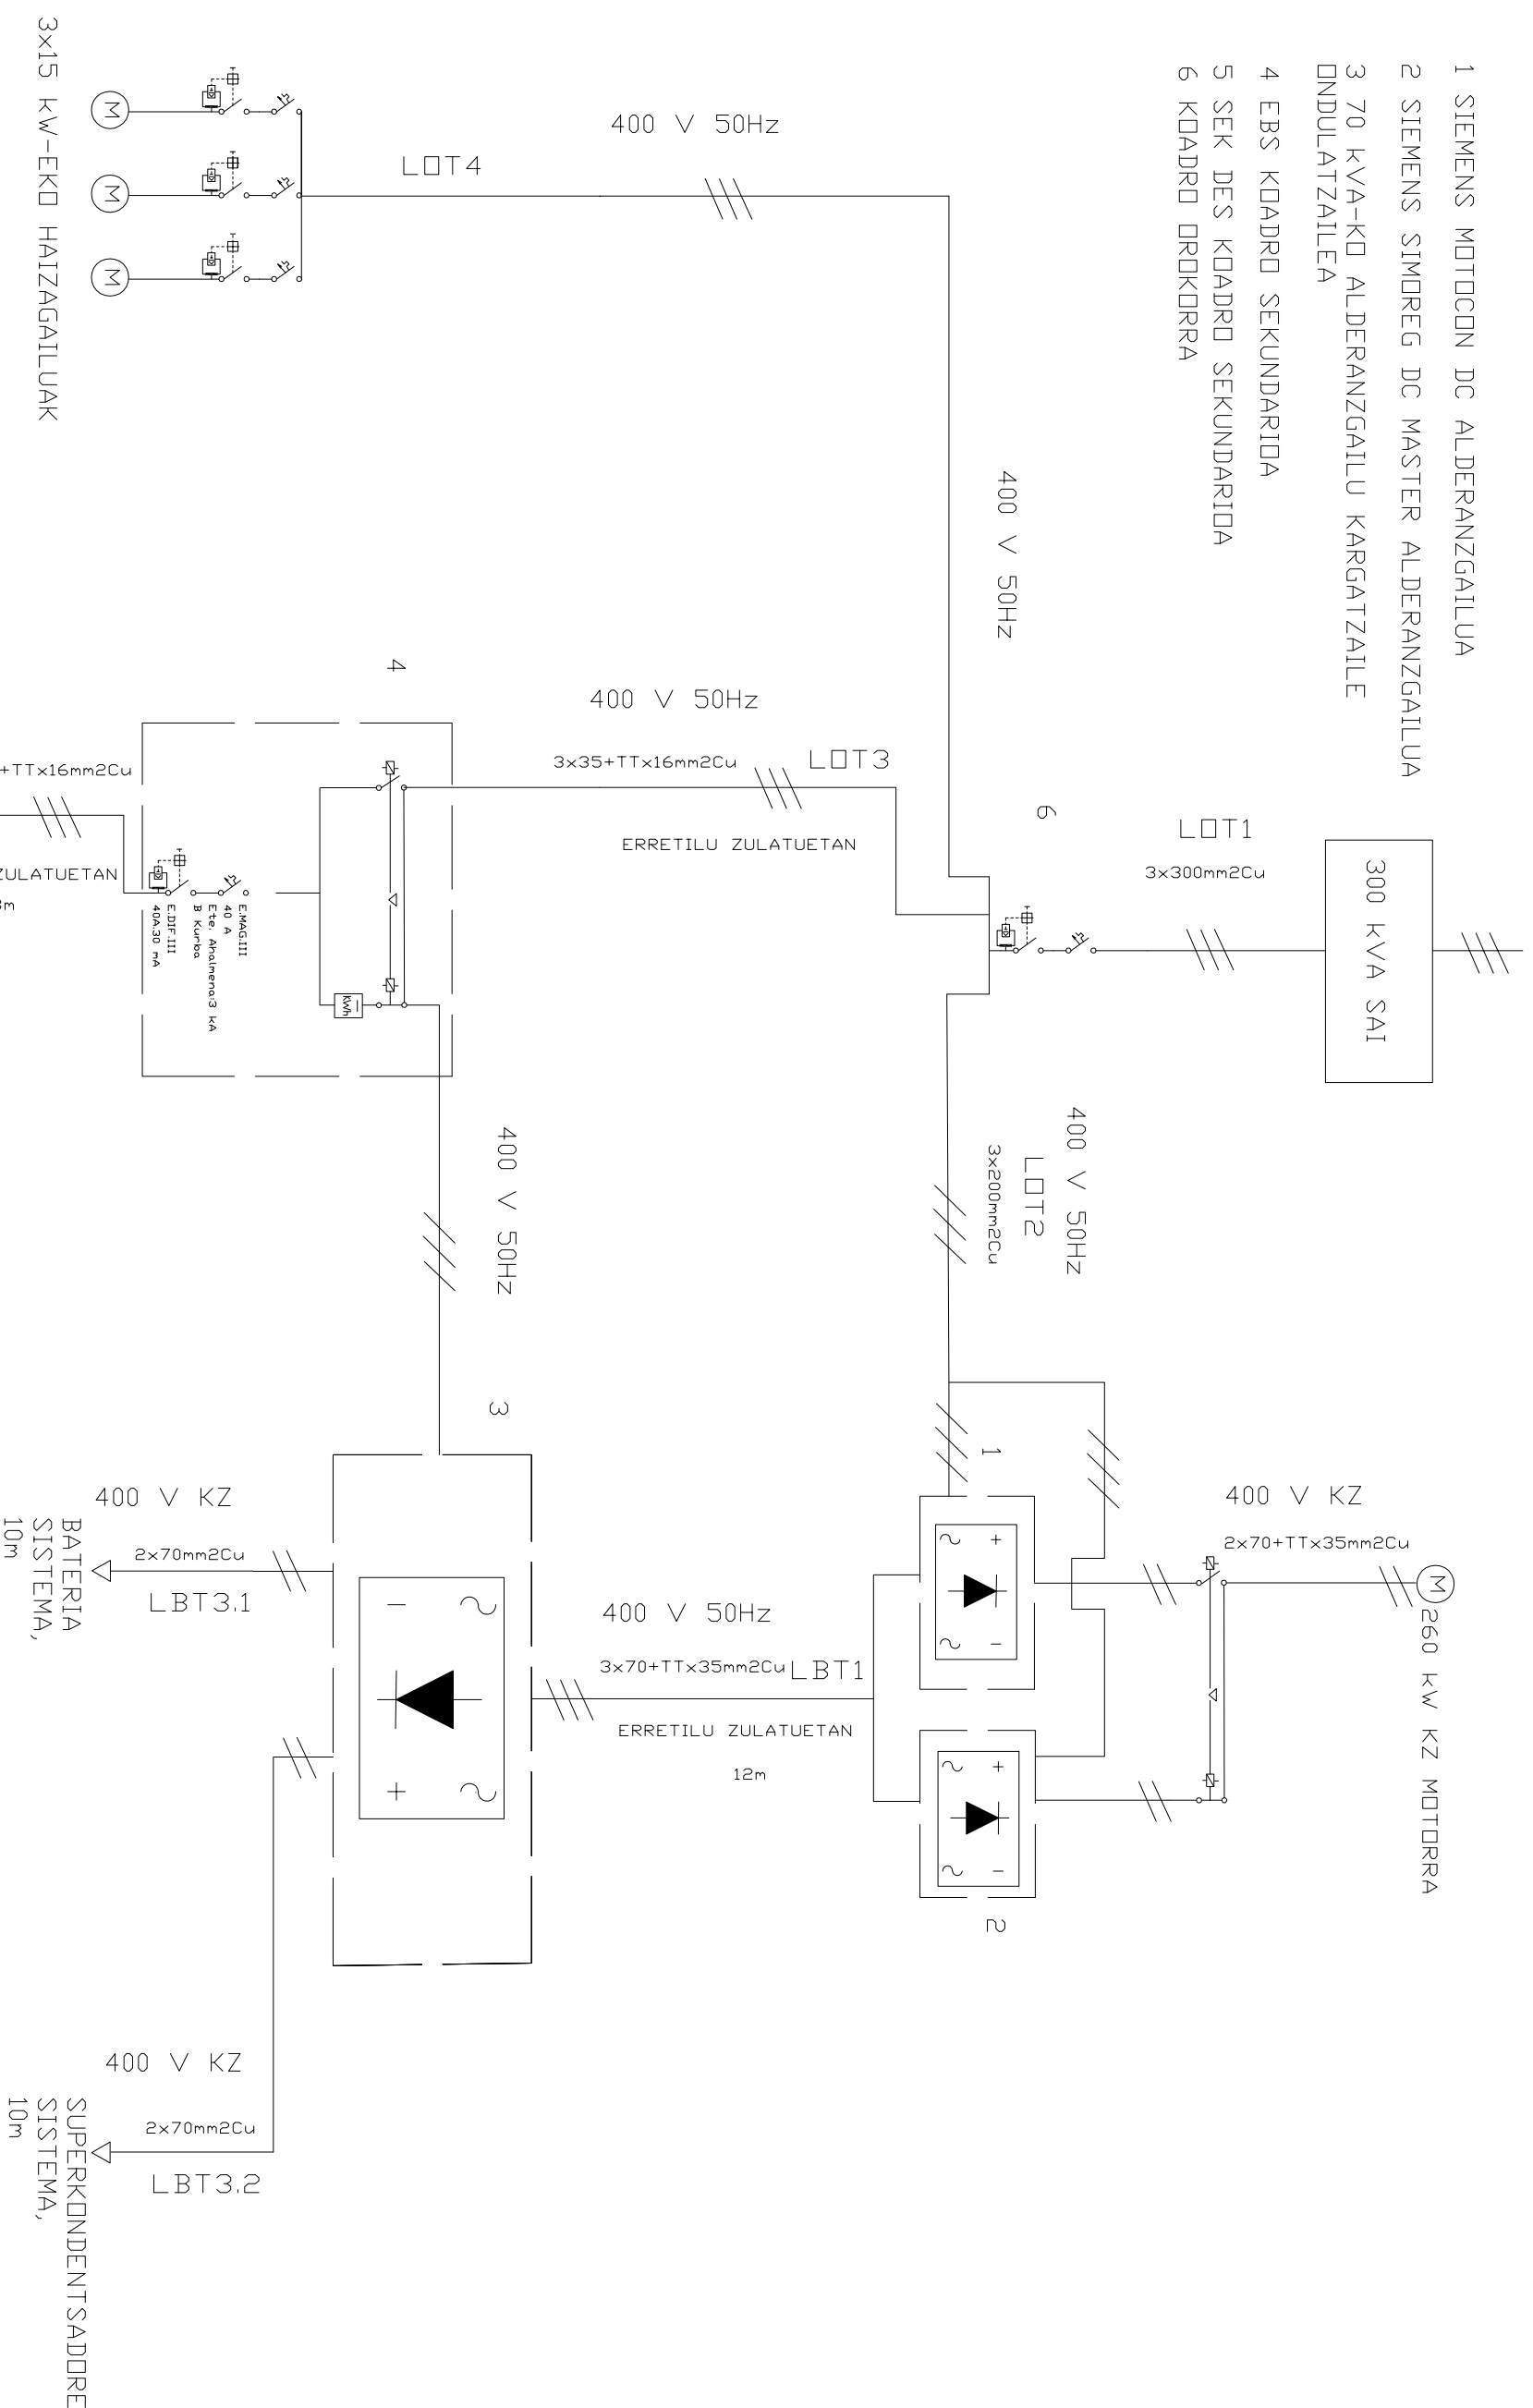 1 SIEMENS MOTOCON DC ALDERANZGAILUA
2 SIEMENS SIMOREG DC MASTER ALDERANZGAILUA
3 70 kVA-KO ALDERANZGAILU KARGATZAILE
ONDULATZAILEA
4 EBS KOADRO SEKUNDARIOA
5 SEK DES KOADRO SEKUNDARIOA
6 KOADRO OROKORRA
400 V 50Hz
LOT4
M
M
M
3x15 kW-EKO HAIZAGAILUAK
400 V 50Hz
300 kVA SAI
LOT1
3x300mm2Cu
6
400 V 50Hz
3x35+TTx16mm2Cu
LOT3
ERRETILU ZULATUETAN
4
+TTx16mm2Cu
ZULATUETAN
E.MAG.III
40 A
Ete. Ahalmena:3 kA
B Kurba
E.DIF.III
40A.30 mA
KWh
400 V 50Hz
LOT2
3x200mm2Cu
400 V 50Hz
3
1
400 V KZ
2x70+TTx35mm2Cu
M
260 kW KZ MOTORRA
2
400 V 50Hz
3x70+TTx35mm2Cu
LBT1
ERRETILU ZULATUETAN
12m
400 V KZ
2x70mm2Cu
LBT3.1
BATERIA
SISTEMA,
10m
400 V KZ
2x70mm2Cu
LBT3.2
SUPERKONDENTSADORE
SISTEMA,
10m